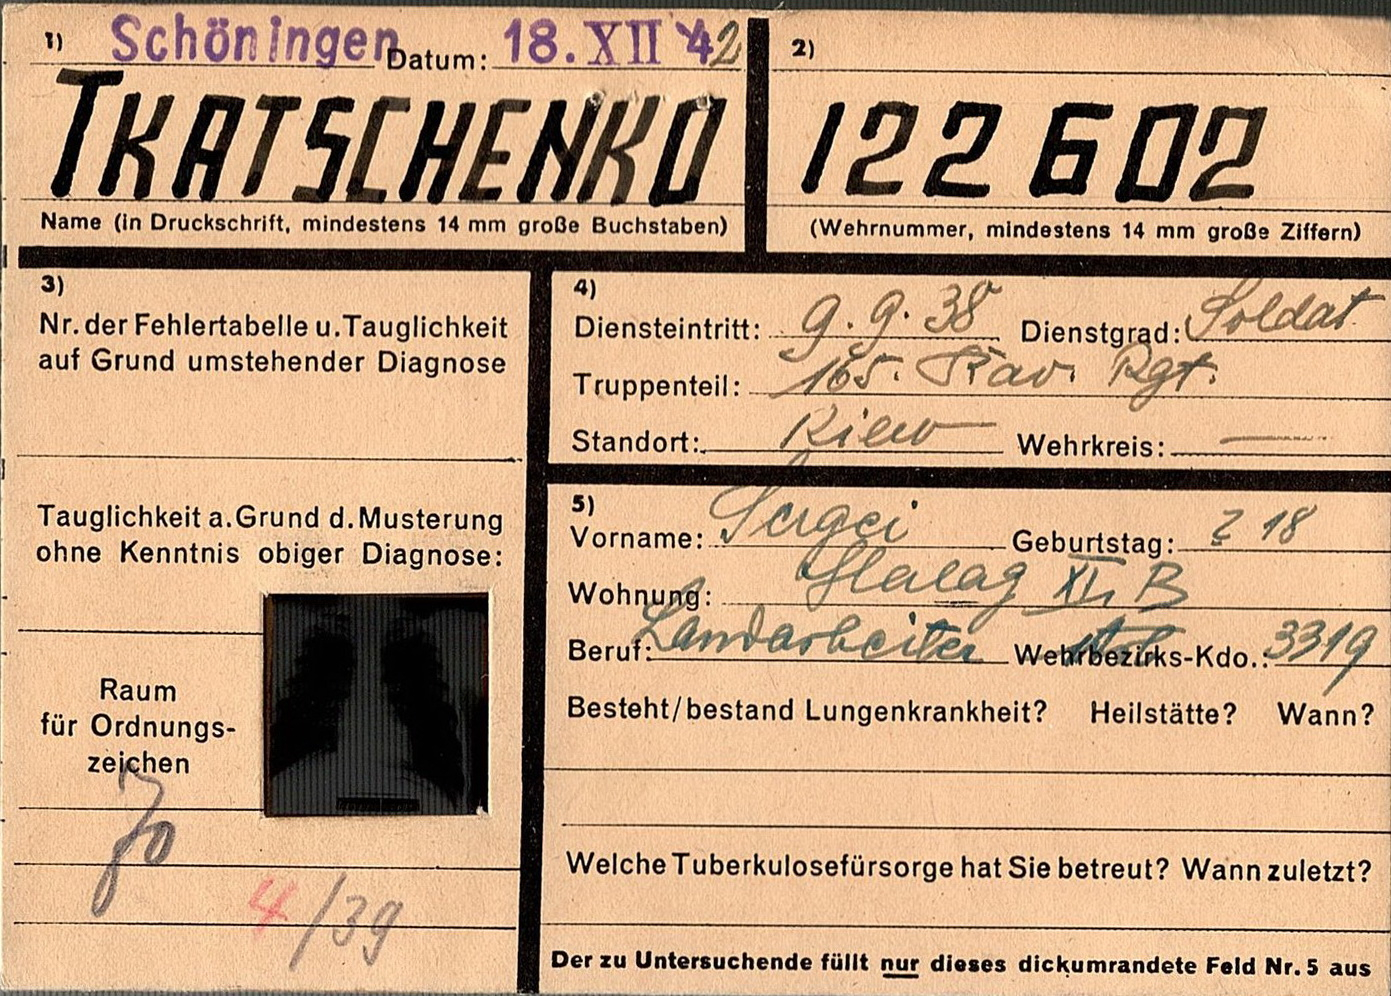 1) Schöningen Datum: 18. XII 42
TKATSCHENKO
Name (in Druckschrift, mindestens 14 mm große Buchstaben)
2)
122602
(Wehrnummer, mindestens 14 mm große Ziffern)
3)
Nr. der Fehlertabelle u. Tauglichkeit
auf Grund umstehender Diagnose
Tauglichkeit a. Grund d. Musterung
ohne Kenntnis obiger Diagnose:
Raum
für Ordnungs-
zeichen
4/39
4)
Diensteintritt: 9. 9. 38 Dienstgrad: Soldat
Truppenteil: 165. Kav. Rgt.
Standort: Kiew Wehrkreis: —
5)
Vorname: Sergei Geburtstag: ? 18
Wohnung: Stalag XI B
Beruf: Landarbeiter Wehrbezirks-Kdo.: 3319
Besteht/bestand Lungenkrankheit? Heilstätte? Wann?
Welche Tuberkulosefürsorge hat Sie betreut? Wann zuletzt?
Der zu Untersuchende füllt nur dieses dickumrandete Feld Nr. 5 aus